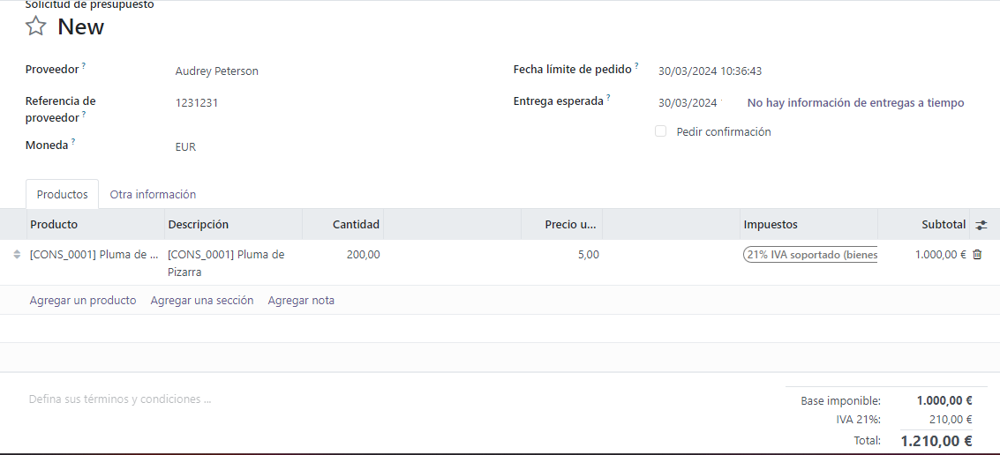 Solicitud de presupuesto
New
Proveedor ?
Audrey Peterson
Referencia de proveedor ?
1231231
Moneda ?
EUR
Fecha límite de pedido ?
30/03/2024 10:36:43
Entrega esperada ?
30/03/2024
No hay información de entregas a tiempo
Pedir confirmación
Productos Otra información
Producto Descripción Cantidad Precio u... Impuestos Subtotal
[CONS_0001] Pluma de ... [CONS_0001] Pluma de Pizarra 200,00 5,00 21% IVA soportado (bienes 1.000,00 €
Agregar un producto Agregar una sección Agregar nota
Defina sus términos y condiciones ...
Base imponible: 1.000,00 €
IVA 21%: 210,00 €
Total: 1.210,00 €